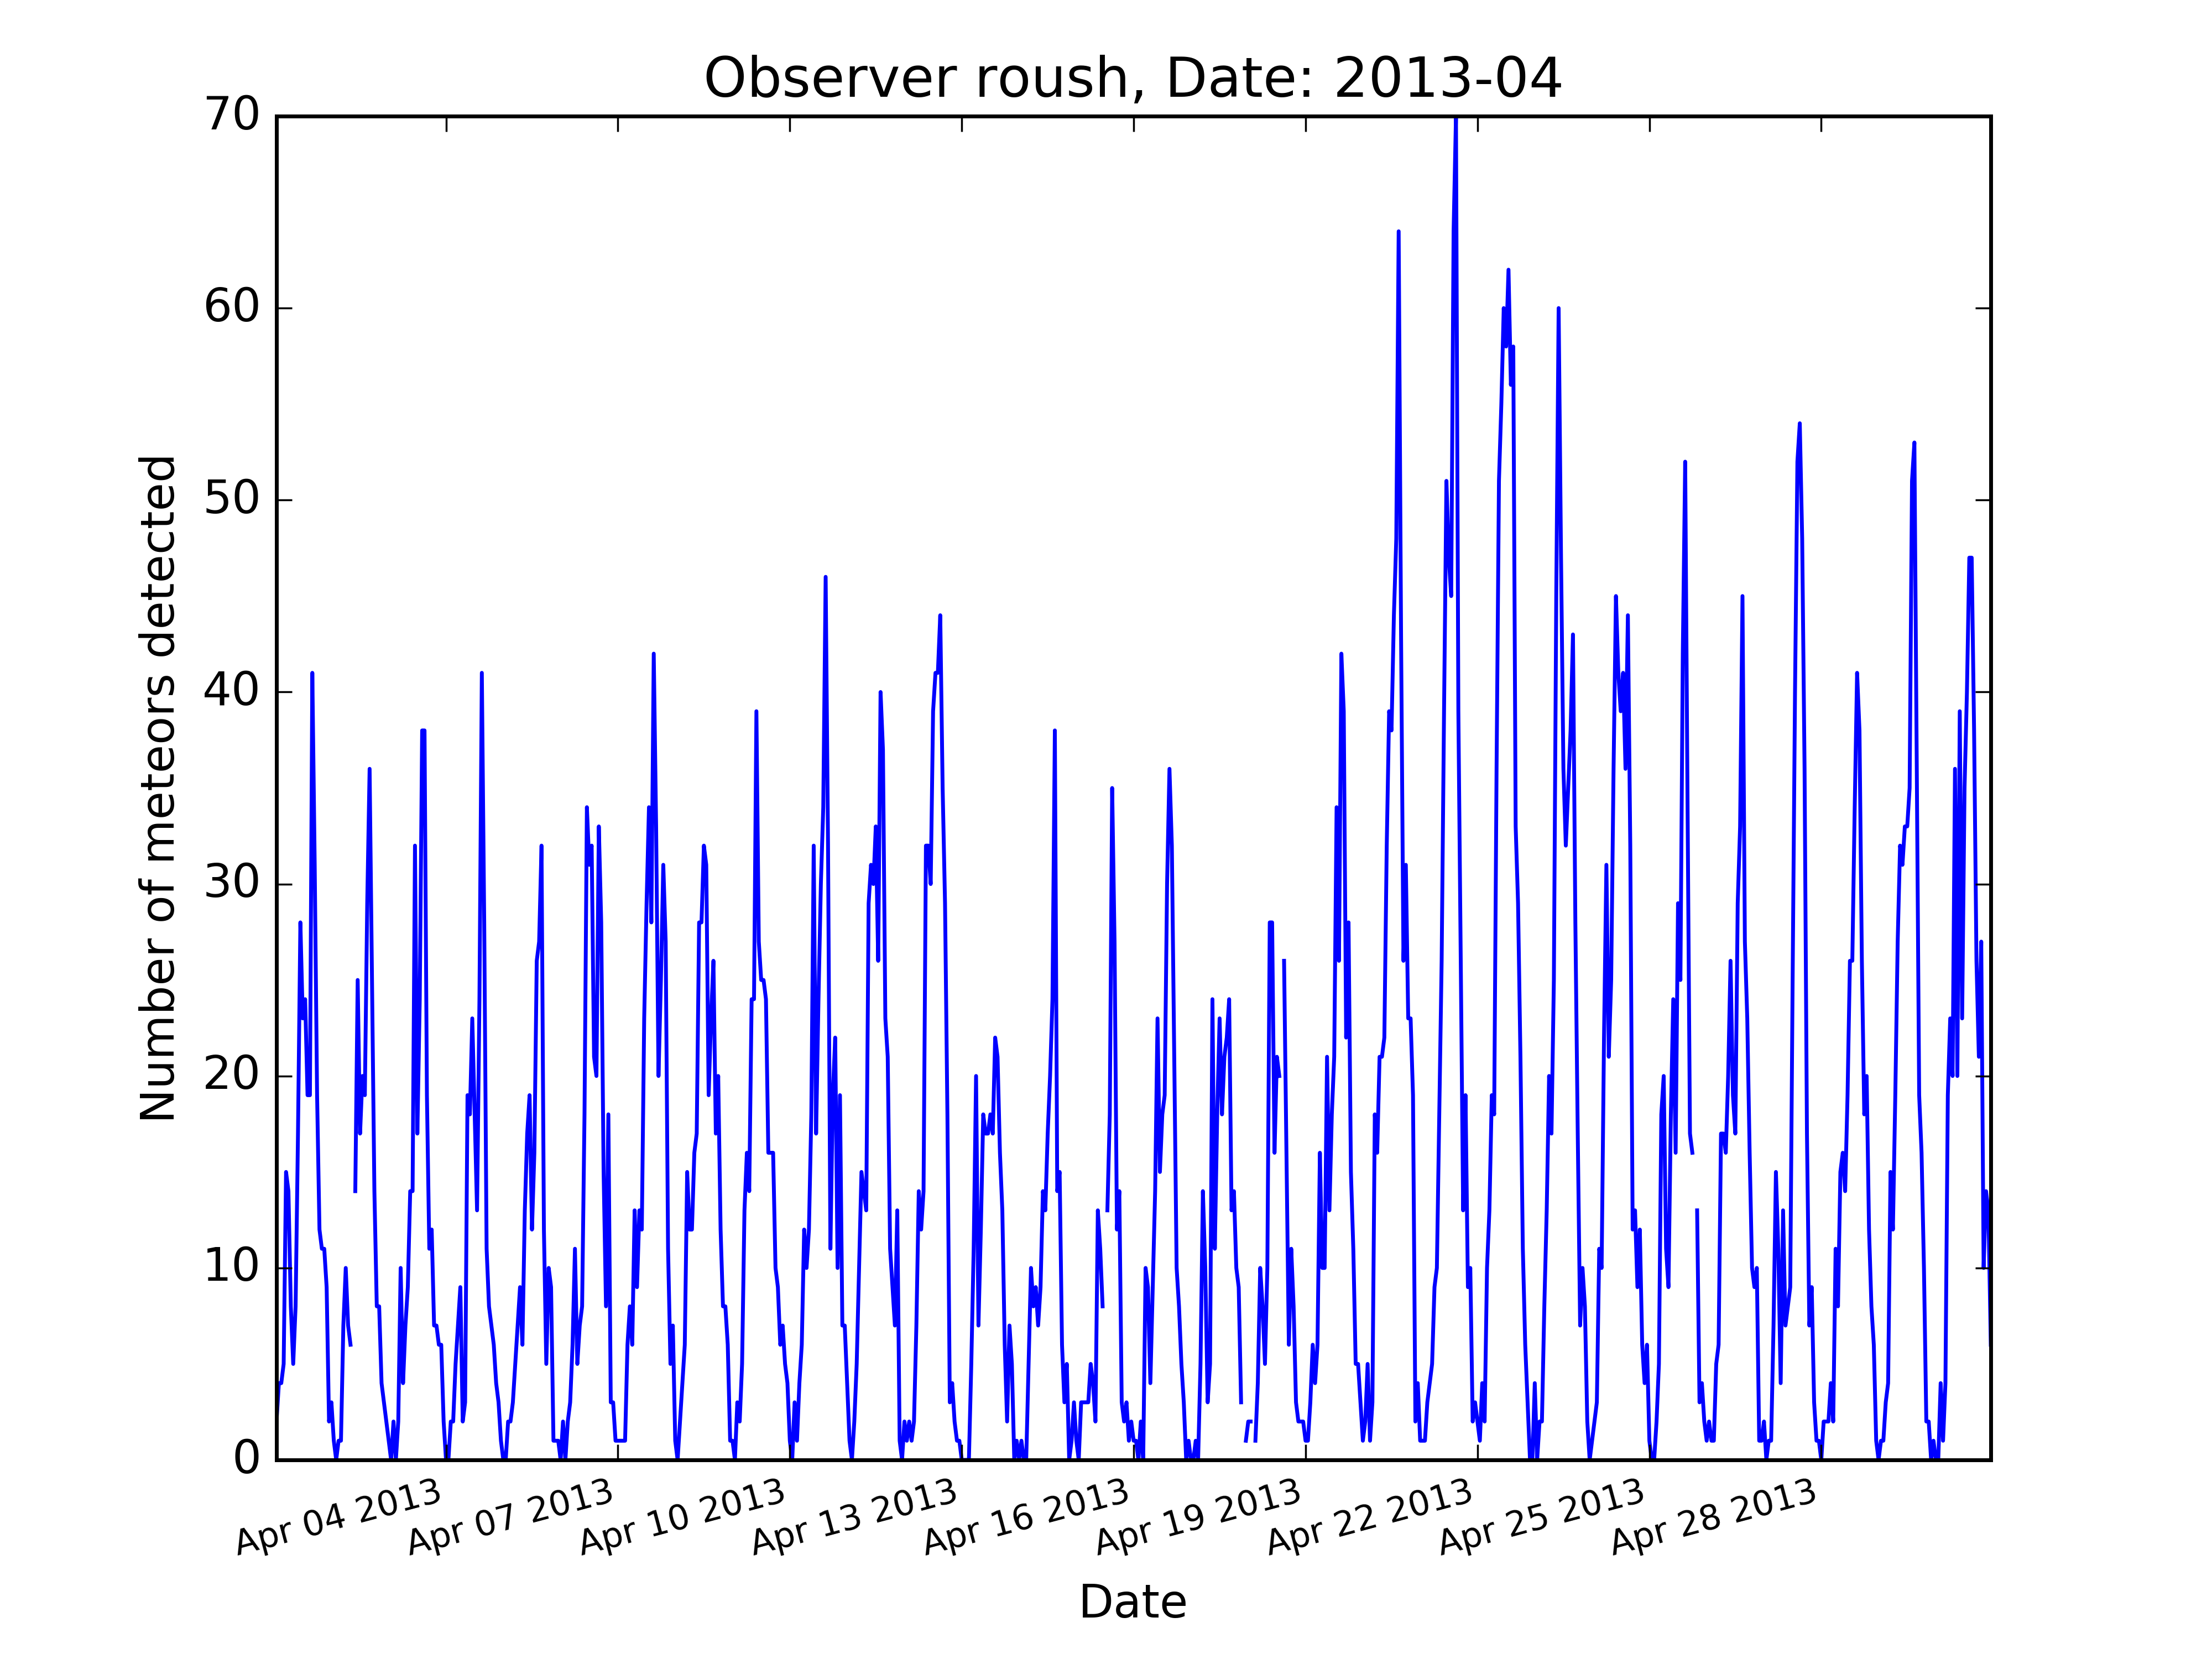 Observer roush, Date: 2013-04
70
60
50
40
30
20
10
0
Number of meteors detected
Apr 04 2013
Apr 07 2013
Apr 10 2013
Apr 13 2013
Apr 16 2013
Apr 19 2013
Apr 22 2013
Apr 25 2013
Apr 28 2013
Date